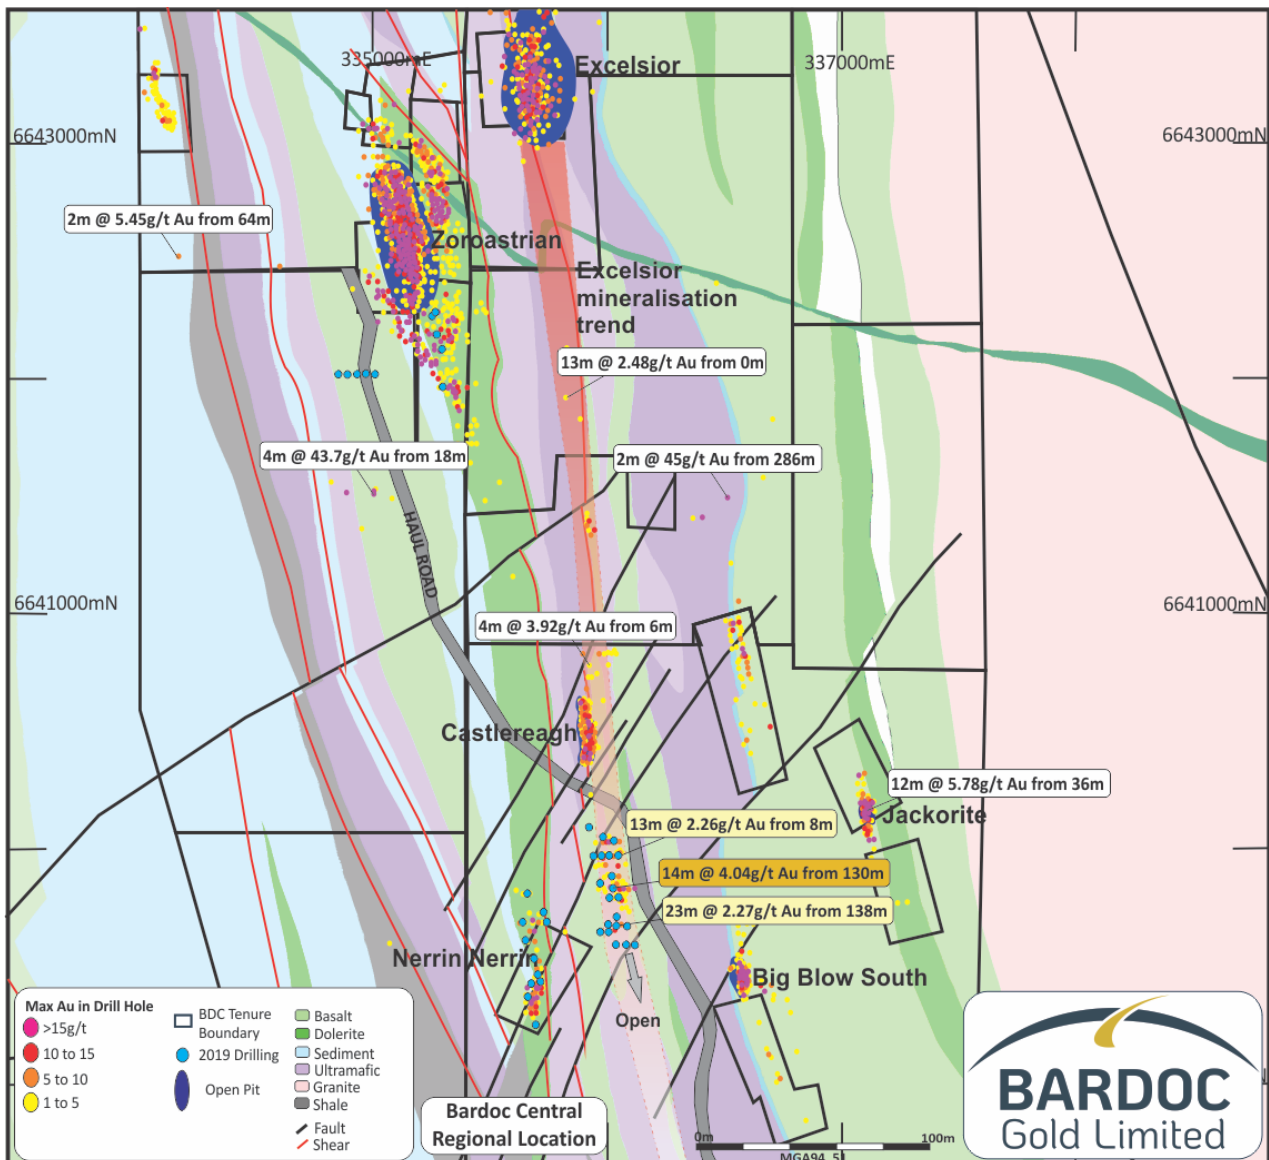 Excelsior
335000mE
337000mE
6643000mN
6643000mN
2m @ 5.45g/t Au from 64m
Zoroastrian
Excelsior
mineralisation
trend
13m @ 2.48g/t Au from 0m
4m @ 43.7g/t Au from 18m
2m @ 45g/t Au from 286m
HAUL ROAD
6641000mN
6641000mN
4m @ 3.92g/t Au from 6m
Castlereagh
12m @ 5.78g/t Au from 36m
Jackorite
13m @ 2.26g/t Au from 8m
14m @ 4.04g/t Au from 130m
23m @ 2.27g/t Au from 138m
Nerrin Nerrin
Big Blow South
Open
Max Au in Drill Hole
>15g/t
10 to 15
5 to 10
1 to 5
BDC Tenure
Boundary
2019 Drilling
Open Pit
Basalt
Dolerite
Sediment
Ultramafic
Granite
Shale
Fault
Shear
Bardoc Central
Regional Location
0m
100m
BARDOC
Gold Limited